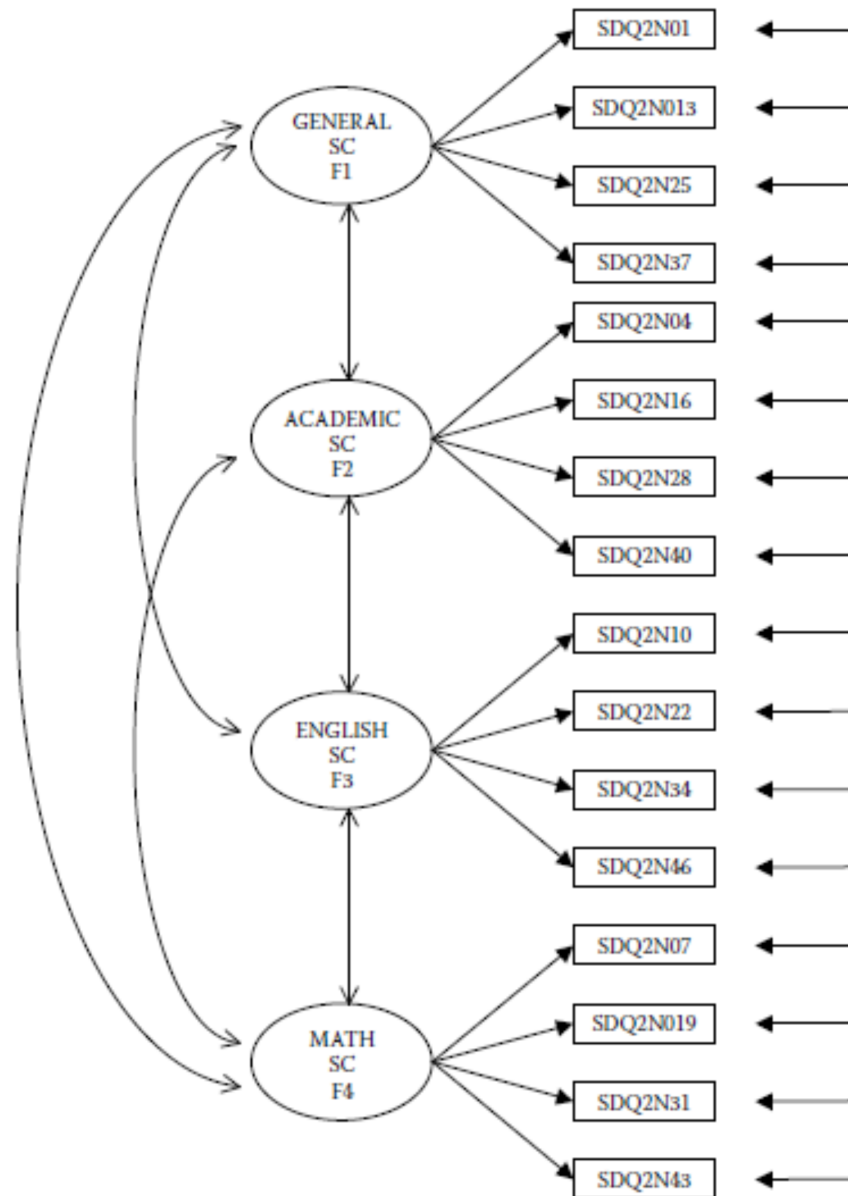 SDQ2N01
GENERAL
SC
F1
SDQ2N013
SDQ2N25
SDQ2N37
SDQ2N04
ACADEMIC
SC
F2
SDQ2N16
SDQ2N28
SDQ2N40
SDQ2N10
ENGLISH
SC
F3
SDQ2N22
SDQ2N34
SDQ2N46
SDQ2N07
MATH
SC
F4
SDQ2N019
SDQ2N31
SDQ2N43